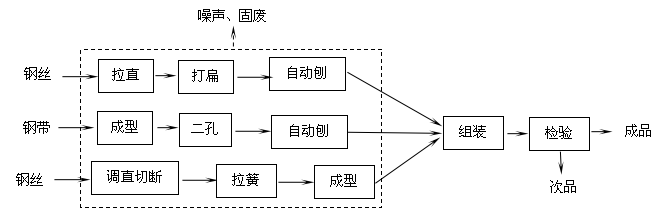 噪声、固废
钢丝 拉直 打扁 自动刨
钢带 成型 二孔 自动刨 组装 检验 成品
钢丝 调直切断 拉簧 成型 次品